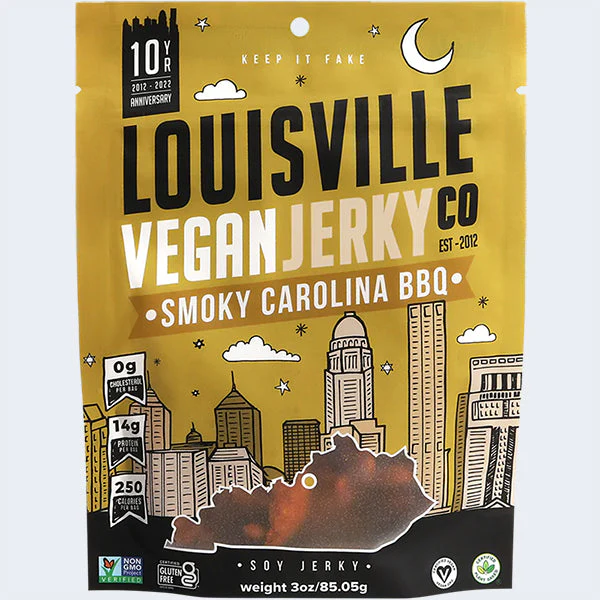 10 YR
2012 - 2022
ANNIVERSARY
KEEP IT FAKE
LOUISVILLE
VEGAN JERKY CO
EST - 2012
• SMOKY CAROLINA BBQ •
0g
CHOLESTEROL
PER BAG
14g
PROTEIN
PER BAG
250
CALORIES
PER BAG
NON
GMO
Project
VERIFIED
CERTIFIED
GLUTEN
FREE
• SOY JERKY •
weight 3oz/85.05g